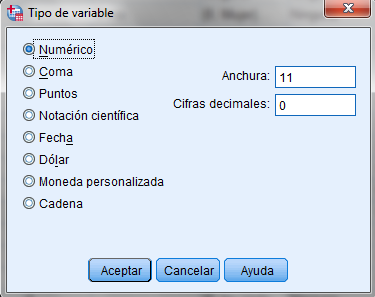 Tipo de variable
Numérico
Coma
Puntos
Notación científica
Fecha
Dólar
Moneda personalizada
Cadena
Anchura: 11
Cifras decimales: 0
Aceptar Cancelar Ayuda